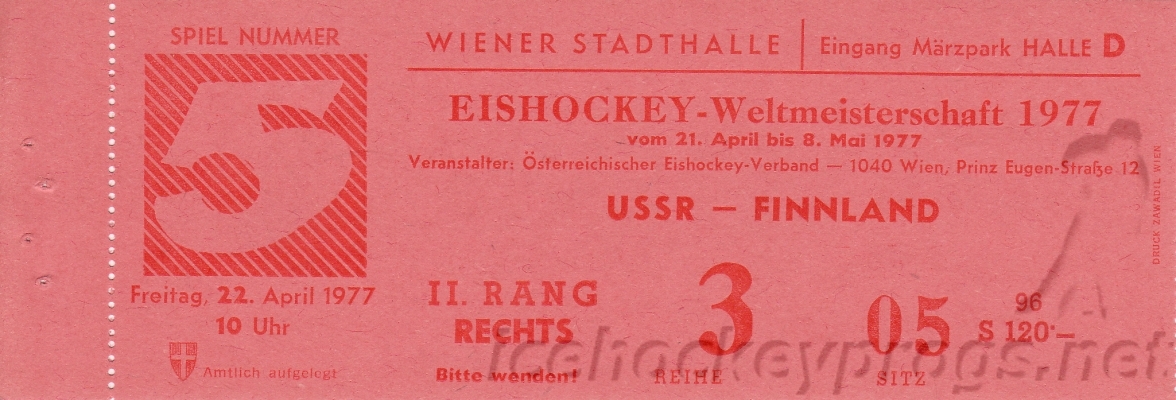 SPIEL NUMMER
5
Freitag, 22. April 1977
10 Uhr
Amtlich aufgelegt
WIENER STADTHALLE | Eingang Märzpark HALLE D
EISHOCKEY-Weltmeisterschaft 1977
vom 21. April bis 8. Mai 1977
Veranstalter: Österreichischer Eishockey-Verband — 1040 Wien, Prinz Eugen-Straße 12
USSR — FINNLAND
II. RANG
RECHTS
Bitte wenden!
3
REIHE
05
SITZ
96
S 120·—
DRUCK ZAWADIL WIEN
icehockeyprogs.net